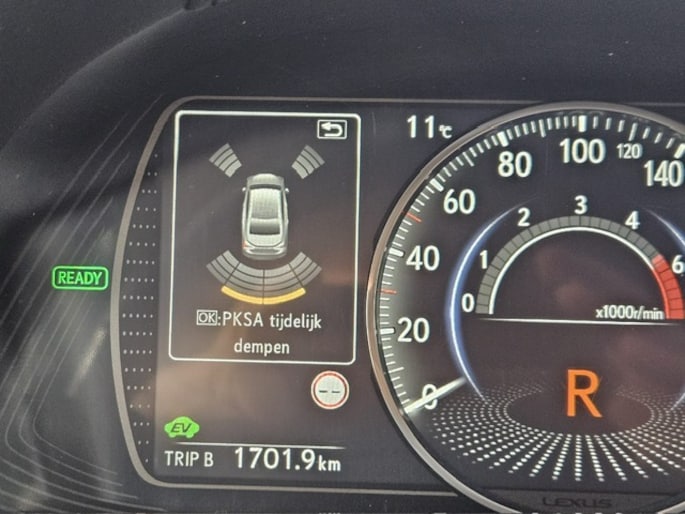 11°C
READY
OK:PKSA tijdelijk
dempen
EV
TRIP B 1701.9km
0
20
40
60
80
100
120
140
0
1
2
3
4
6
x1000r/min
R
LEXUS